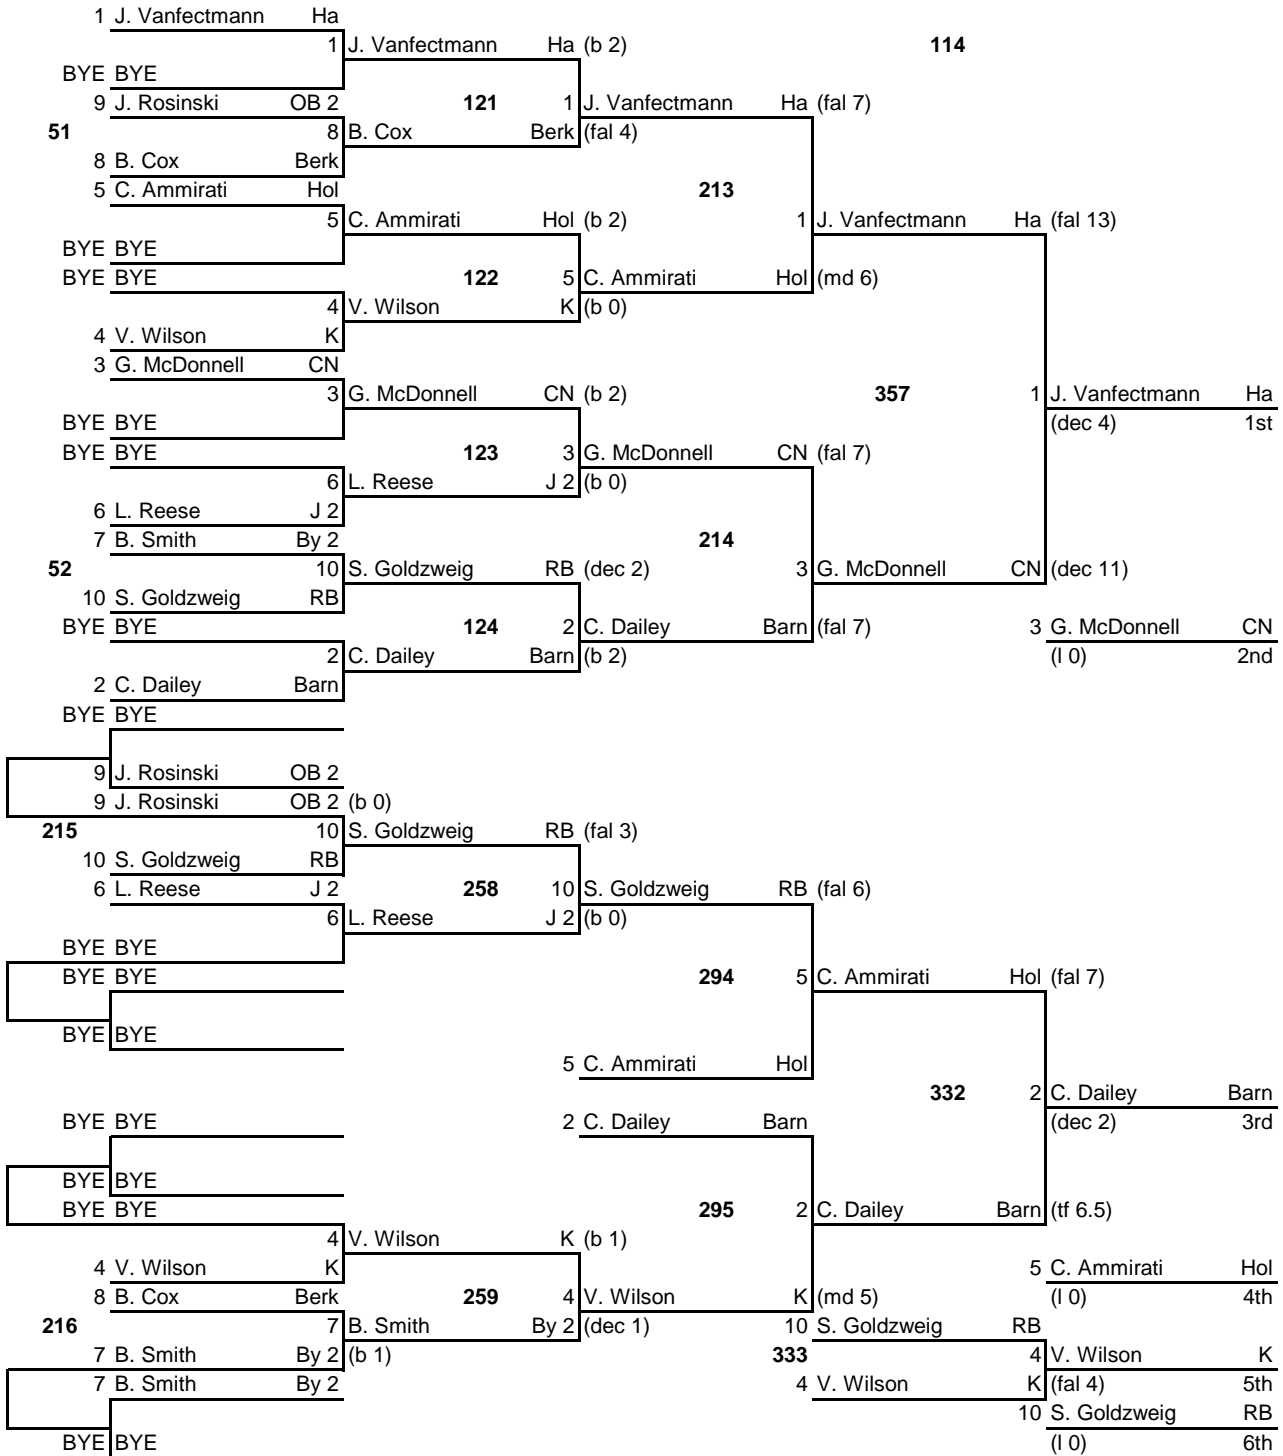 1 J. Vanfectmann Ha
1 J. Vanfectmann Ha (b 2) 114
BYE BYE
9 J. Rosinski OB 2 121 1 J. Vanfectmann Ha (fal 7)
51 8 B. Cox Berk (fal 4)
8 B. Cox Berk
5 C. Ammirati Hol 213
5 C. Ammirati Hol (b 2) 1 J. Vanfectmann Ha (fal 13)
BYE BYE
BYE BYE 122 5 C. Ammirati Hol (md 6)
4 V. Wilson K (b 0)
4 V. Wilson K
3 G. McDonnell CN
3 G. McDonnell CN (b 2) 357 1 J. Vanfectmann Ha
BYE BYE (dec 4) 1st
BYE BYE 123 3 G. McDonnell CN (fal 7)
6 L. Reese J 2 (b 0)
6 L. Reese J 2
7 B. Smith By 2 214
52 10 S. Goldzweig RB (dec 2) 3 G. McDonnell CN (dec 11)
10 S. Goldzweig RB
BYE BYE 124 2 C. Dailey Barn (fal 7) 3 G. McDonnell CN
2 C. Dailey Barn (b 2) (l 0) 2nd
2 C. Dailey Barn
BYE BYE
9 J. Rosinski OB 2
9 J. Rosinski OB 2 (b 0)
215 10 S. Goldzweig RB (fal 3)
10 S. Goldzweig RB
6 L. Reese J 2 258 10 S. Goldzweig RB (fal 6)
6 L. Reese J 2 (b 0)
BYE BYE
BYE BYE 294 5 C. Ammirati Hol (fal 7)
BYE BYE
5 C. Ammirati Hol
332 2 C. Dailey Barn
BYE BYE 2 C. Dailey Barn (dec 2) 3rd
BYE BYE
BYE BYE 295 2 C. Dailey Barn (tf 6.5)
4 V. Wilson K (b 1)
4 V. Wilson K 5 C. Ammirati Hol
8 B. Cox Berk 259 4 V. Wilson K (md 5) (l 0) 4th
216 7 B. Smith By 2 (dec 1) 10 S. Goldzweig RB
7 B. Smith By 2 (b 1) 333 4 V. Wilson K
7 B. Smith By 2 4 V. Wilson K (fal 4) 5th
10 S. Goldzweig RB
BYE BYE (l 0) 6th